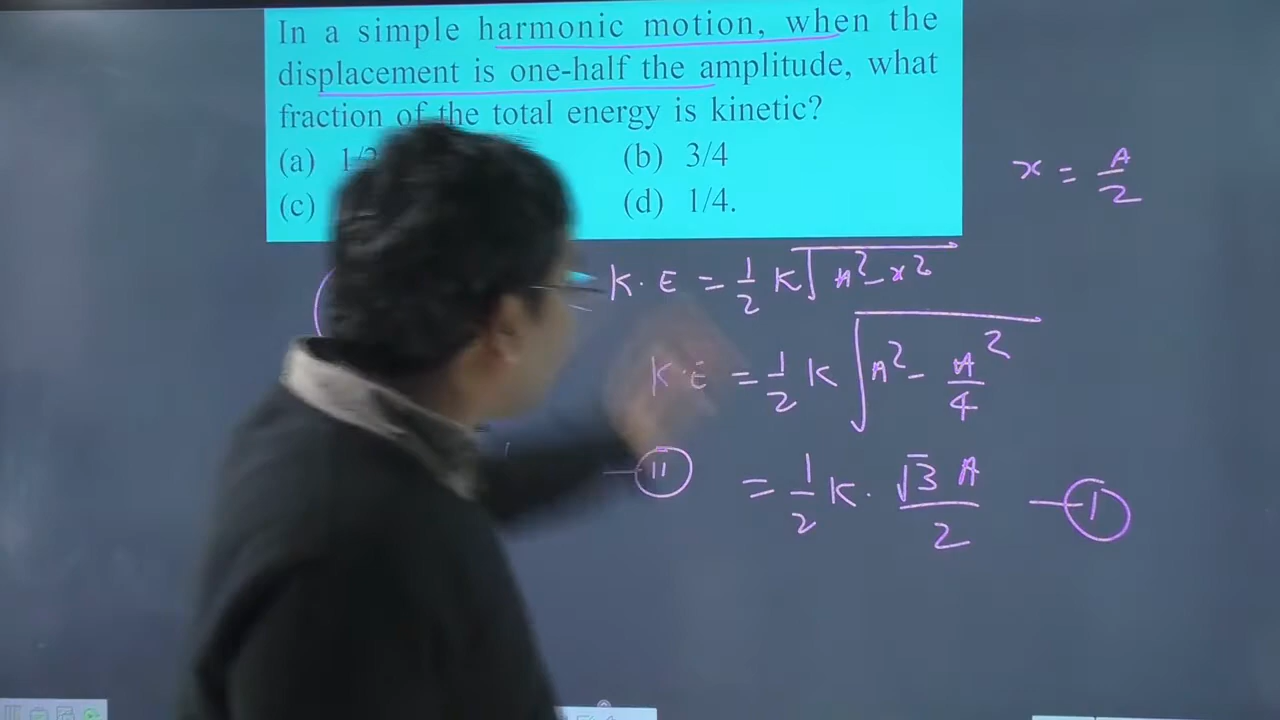 In a simple harmonic motion, when the
displacement is one-half the amplitude, what
fraction of the total energy is kinetic?
(a)
(b) 3/4
(c)
(d) 1/4.
x = A/2
K.E = 1/2 K √(A² - x²)
K.E = 1/2 K √(A² - A²/4)
= 1/2 K . √3 A/2 — I
— II